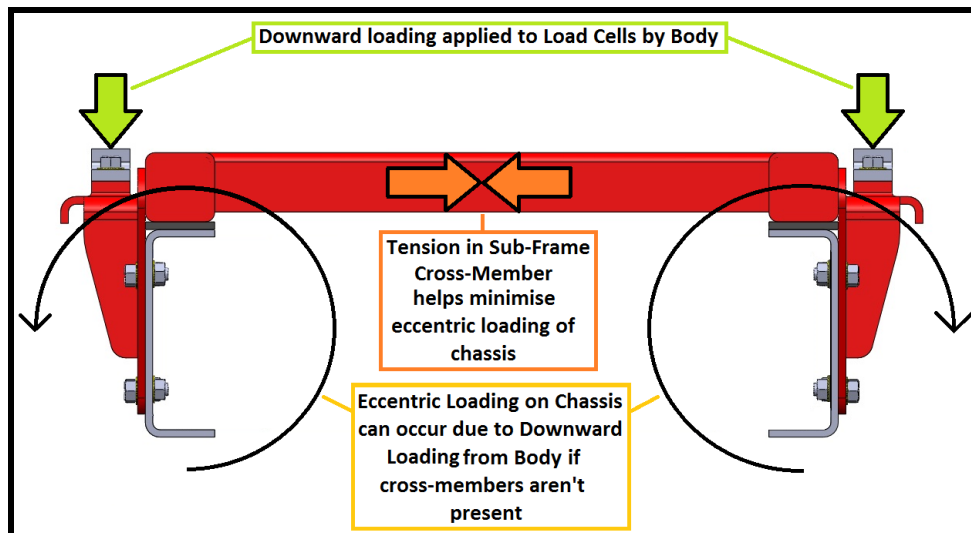 Downward loading applied to Load Cells by Body
Tension in Sub-Frame
Cross-Member
helps minimise
eccentric loading of
chassis
Eccentric Loading on Chassis
can occur due to Downward
Loading from Body if
cross-members aren't
present